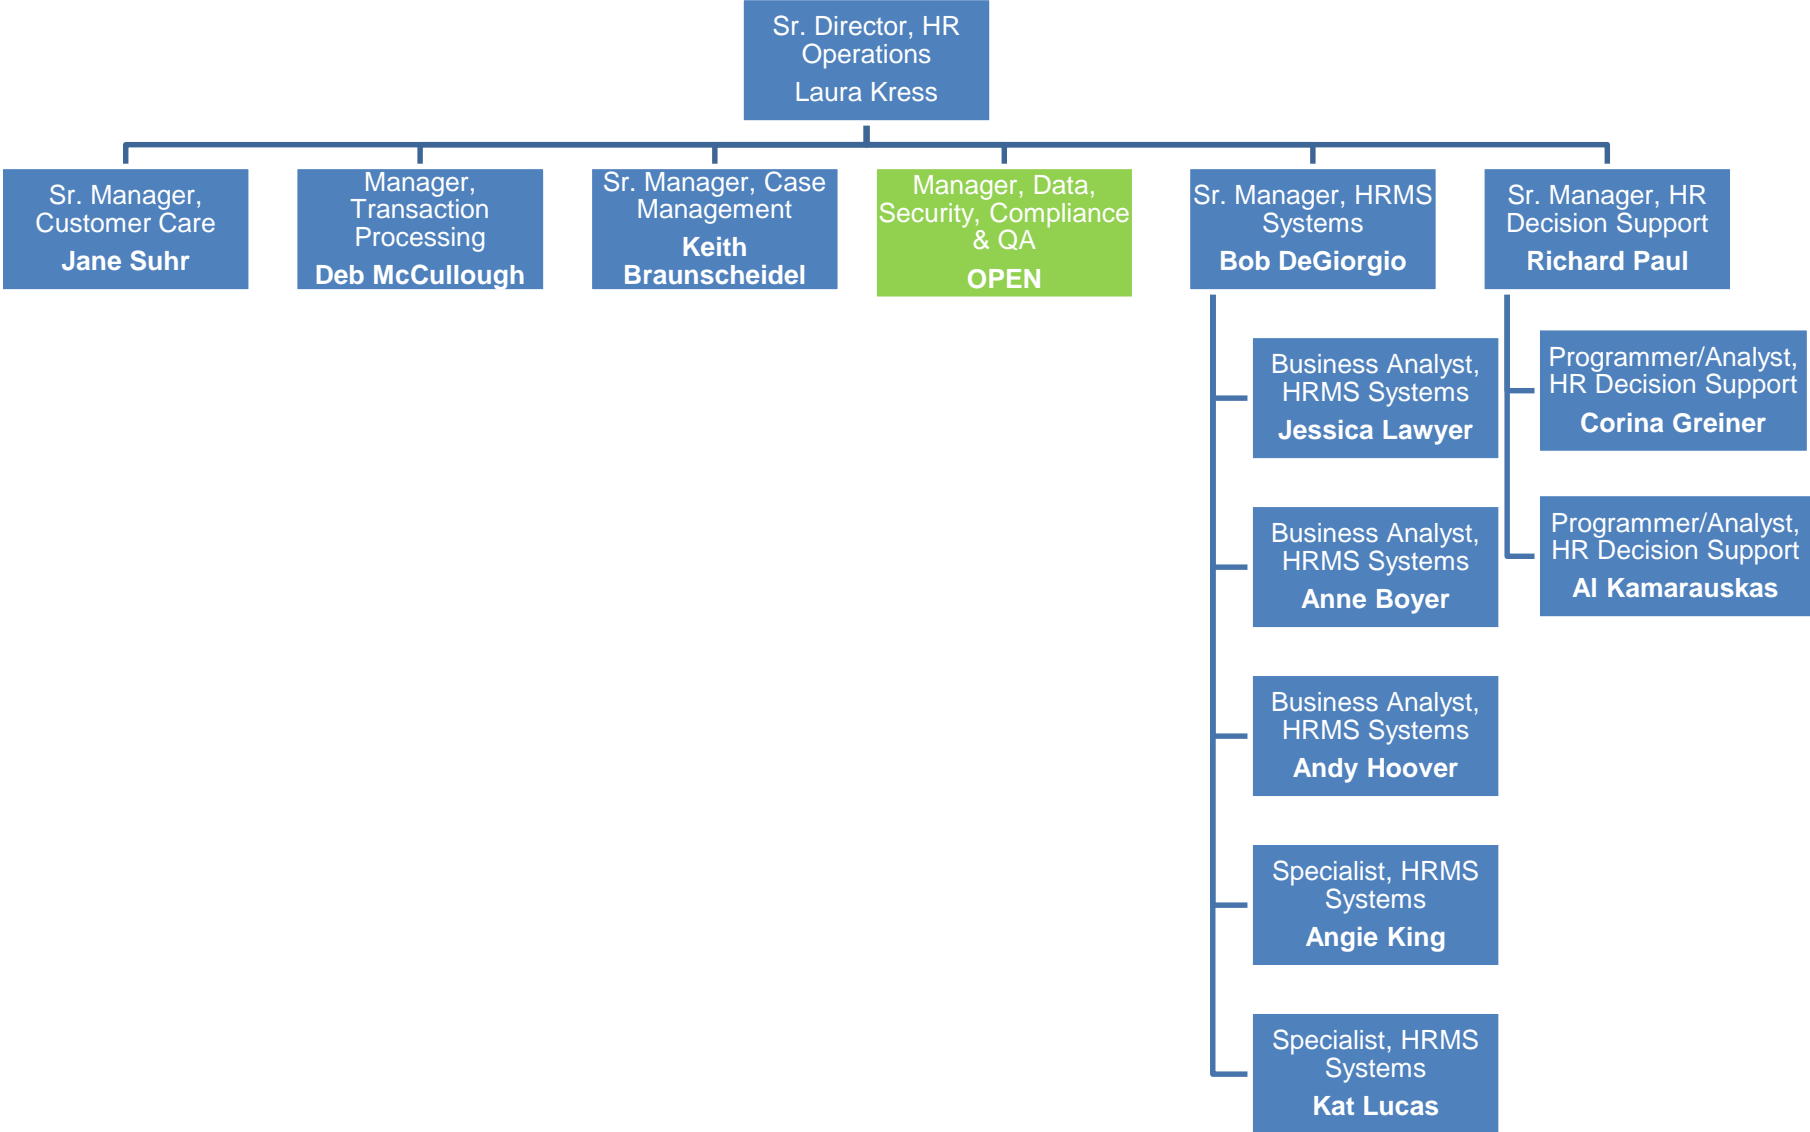 Sr. Director, HR
Operations
Laura Kress
Sr. Manager,
Customer Care
Jane Suhr
Manager,
Transaction
Processing
Deb McCullough
Sr. Manager, Case
Management
Keith
Braunscheidel
Manager, Data,
Security, Compliance
& QA
OPEN
Sr. Manager, HRMS
Systems
Bob DeGiorgio
Sr. Manager, HR
Decision Support
Richard Paul
Business Analyst,
HRMS Systems
Jessica Lawyer
Business Analyst,
HRMS Systems
Anne Boyer
Business Analyst,
HRMS Systems
Andy Hoover
Specialist, HRMS
Systems
Angie King
Specialist, HRMS
Systems
Kat Lucas
Programmer/Analyst,
HR Decision Support
Corina Greiner
Programmer/Analyst,
HR Decision Support
Al Kamarauskas